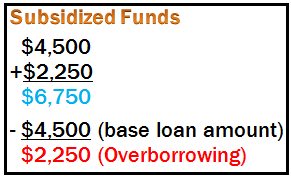 Subsidized Funds
$4,500
+$2,250
$6,750
- $4,500 (base loan amount)
$2,250 (Overborrowing)